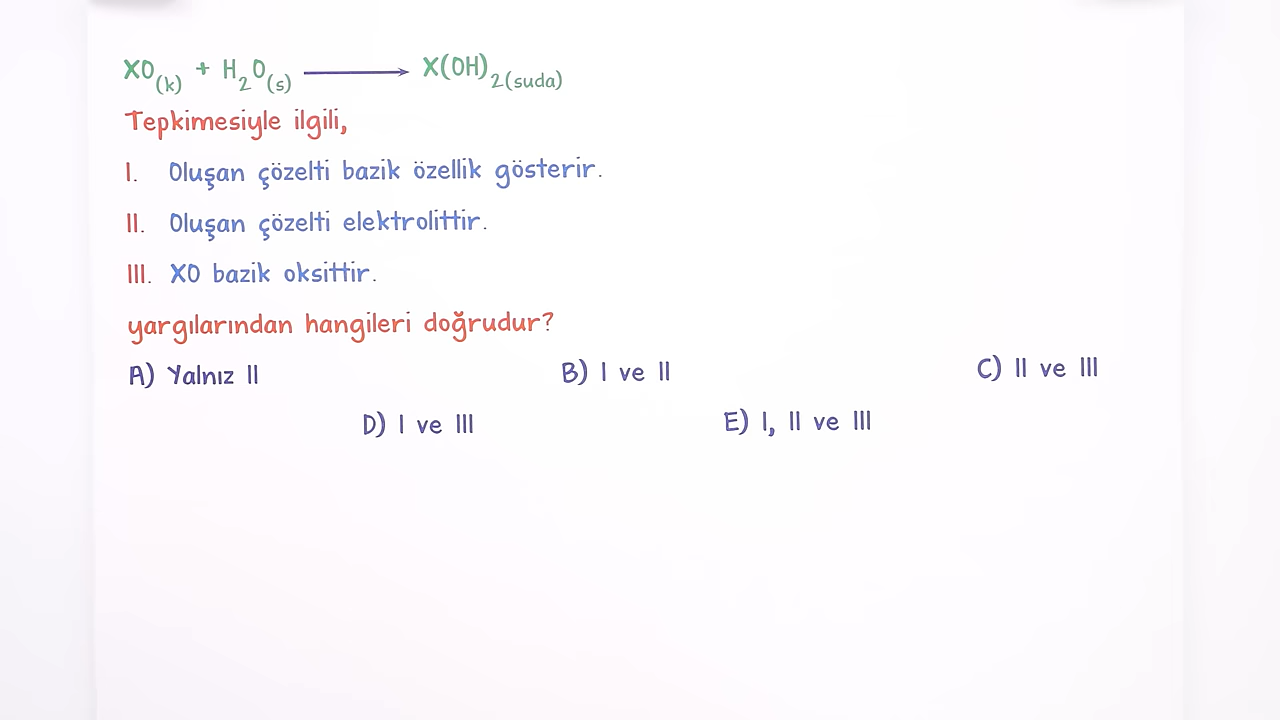 XO(k) + H2O(s) ⟶ X(OH)2(suda)
Tepkimesiyle ilgili,
I. Oluşan çözelti bazik özellik gösterir.
II. Oluşan çözelti elektrolittir.
III. XO bazik oksittir.
yargılarından hangileri doğrudur?
A) Yalnız II B) I ve II C) II ve III
D) I ve III E) I, II ve III